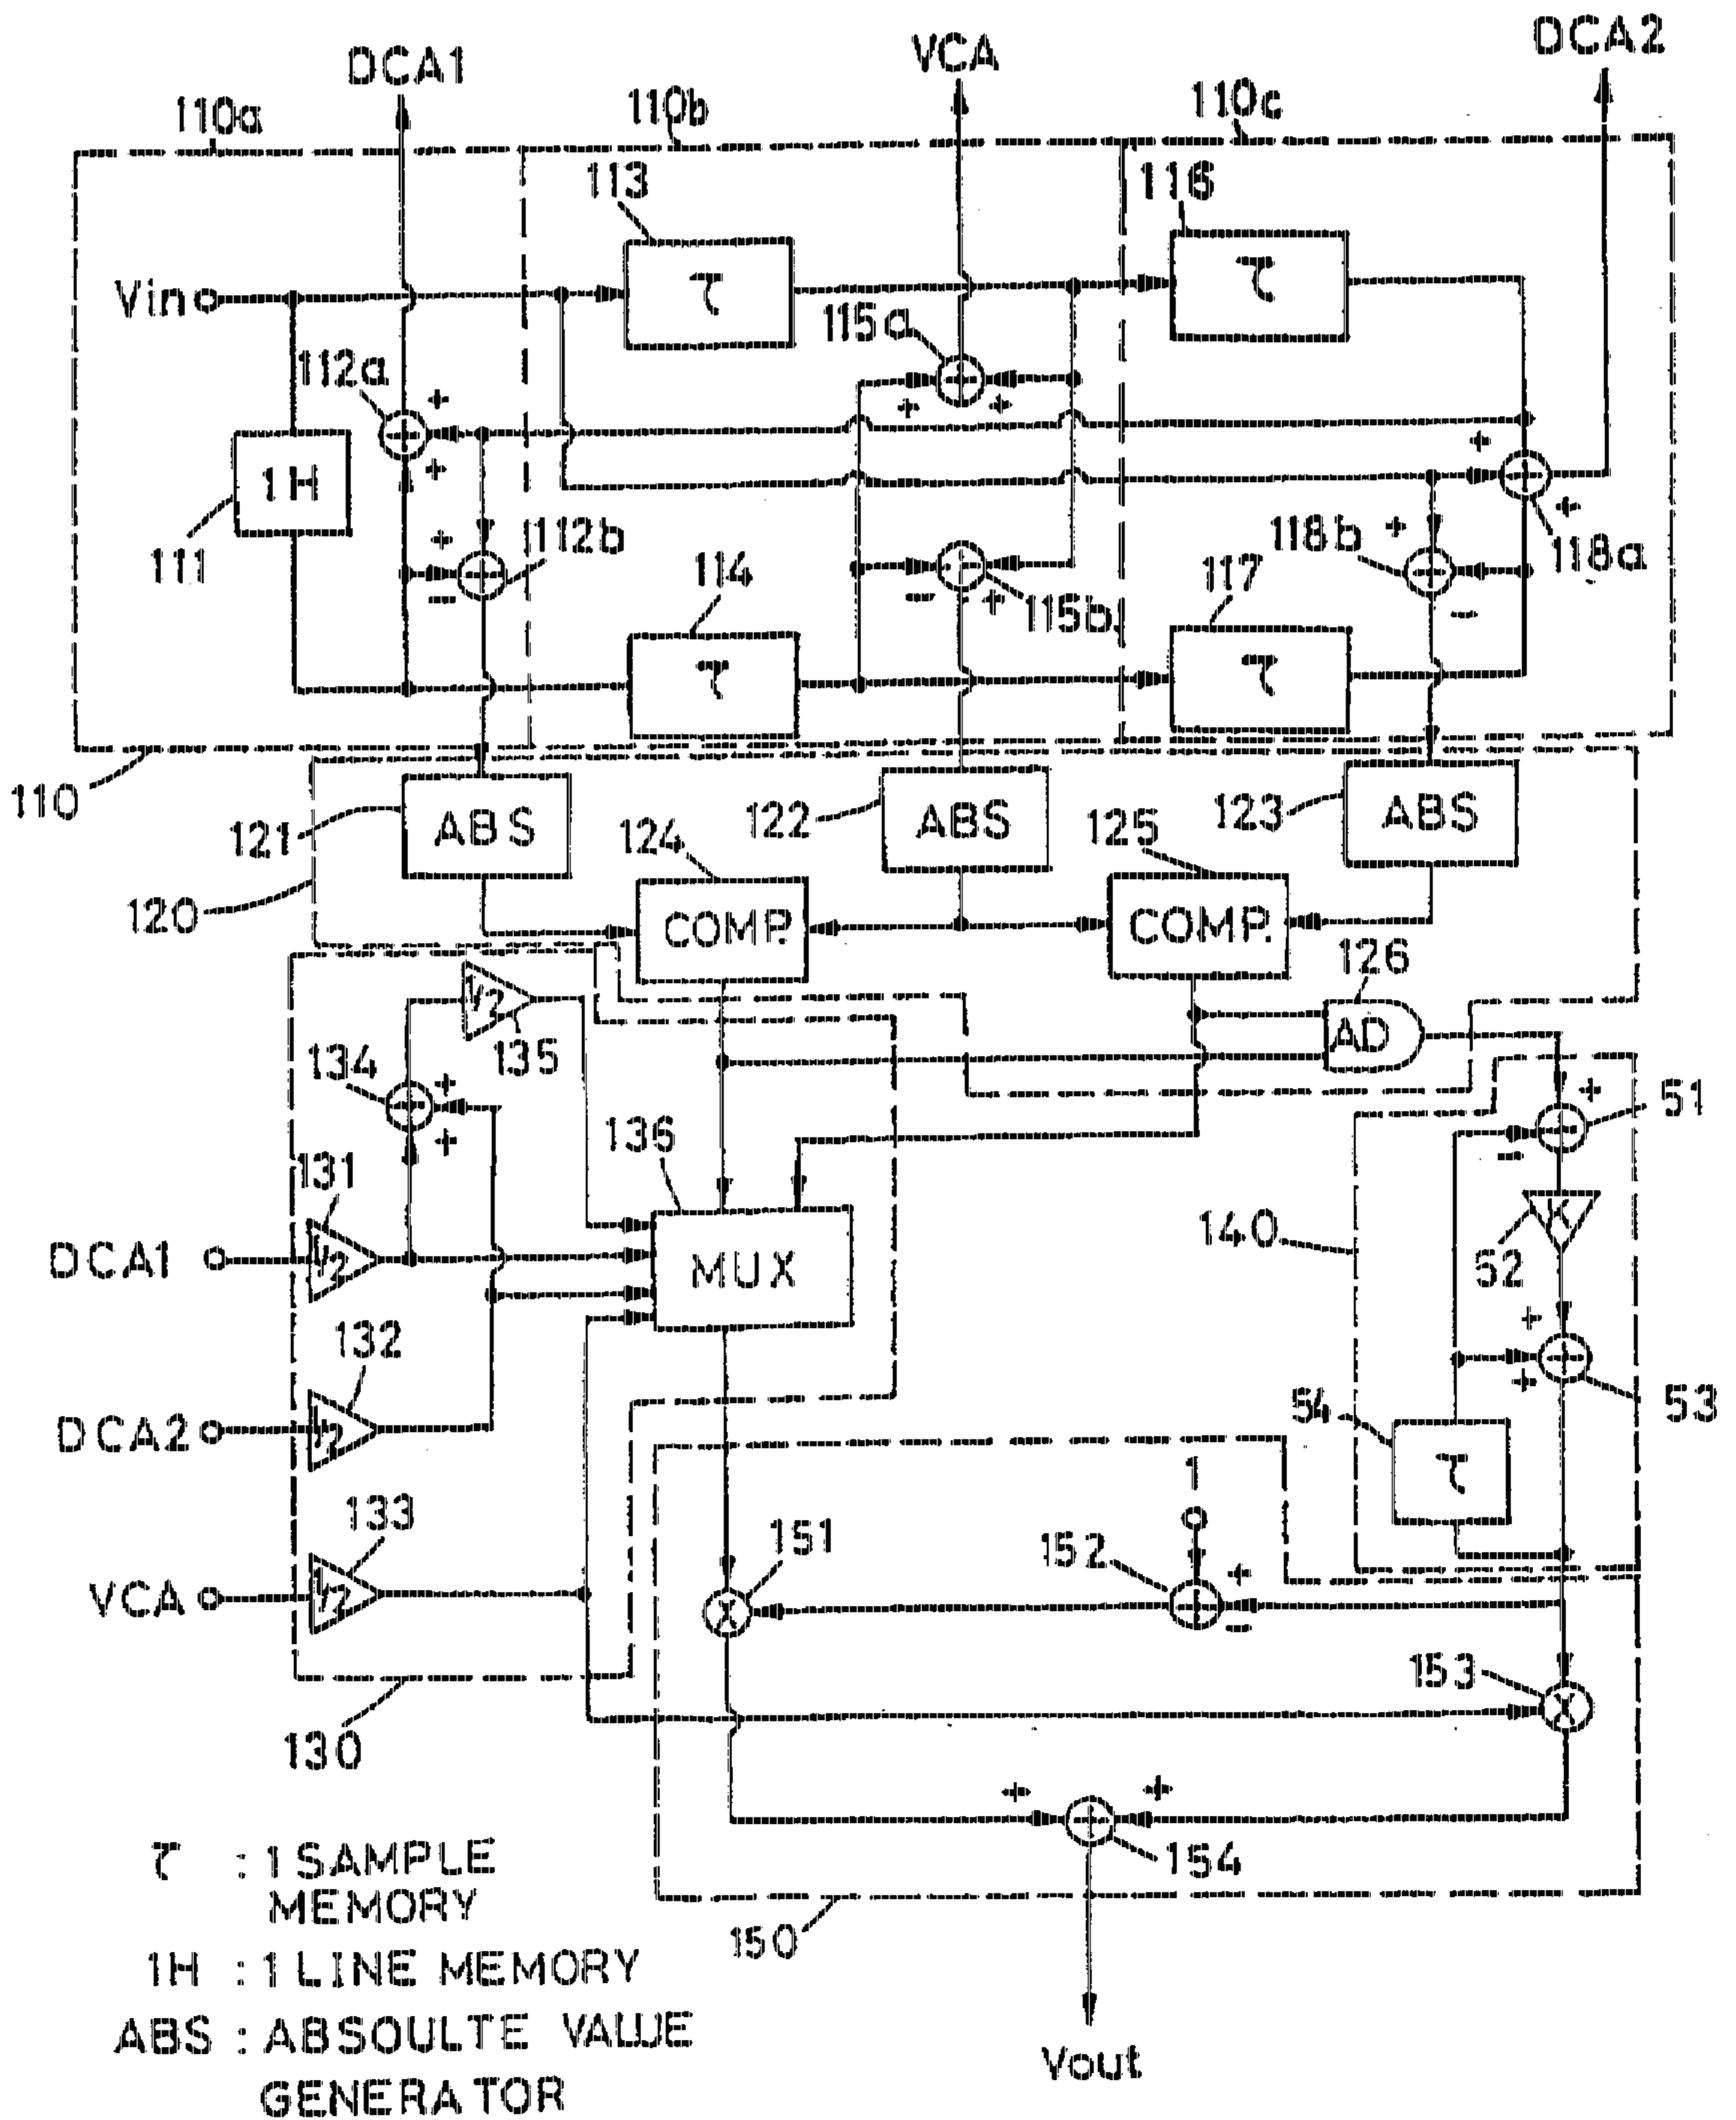 DCA1
VCA
DCA2
110a
110b
110c
113
116
τ
τ
Vin
115a
112a
1H
111
112b
114
115b
118b
118a
117
τ
τ
110
121
ABS
122
ABS
123
ABS
120
124
COMP.
125
COMP.
126
AD
1/2
135
134
136
131
DCA1
1/2
MUX
51
K
52
140
132
DCA2
1/2
53
54
τ
133
VCA
1/2
151
1
152
153
X
X
130
154
150
Vout
τ : 1 SAMPLE
MEMORY
1H : 1 LINE MEMORY
ABS : ABSOULTE VALUE
GENERATOR